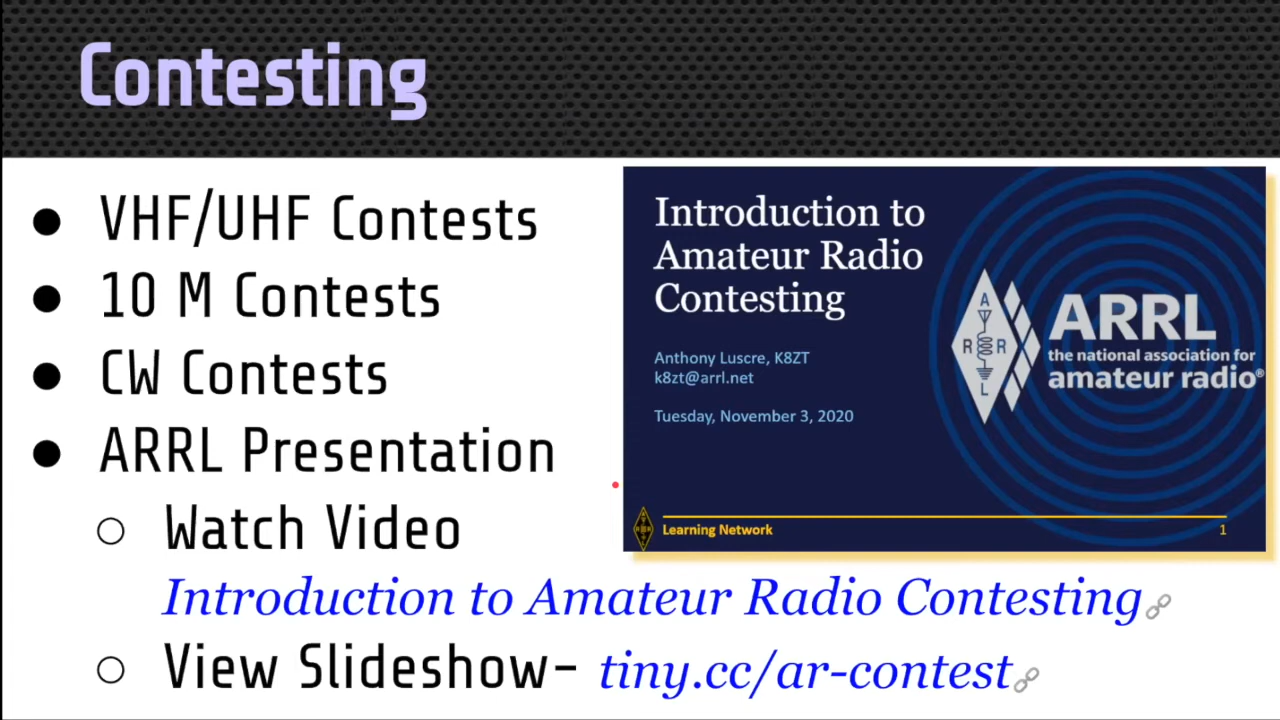 Contesting
● VHF/UHF Contests
● 10 M Contests
● CW Contests
● ARRL Presentation
○ Watch Video
Introduction to Amateur Radio Contesting
○ View Slideshow- tiny.cc/ar-contest
Introduction to
Amateur Radio
Contesting
Anthony Luscre, K8ZT
k8zt@arrl.net
Tuesday, November 3, 2020
A
R R
L
ARRL
the national association for
amateur radio®
Learning Network
1